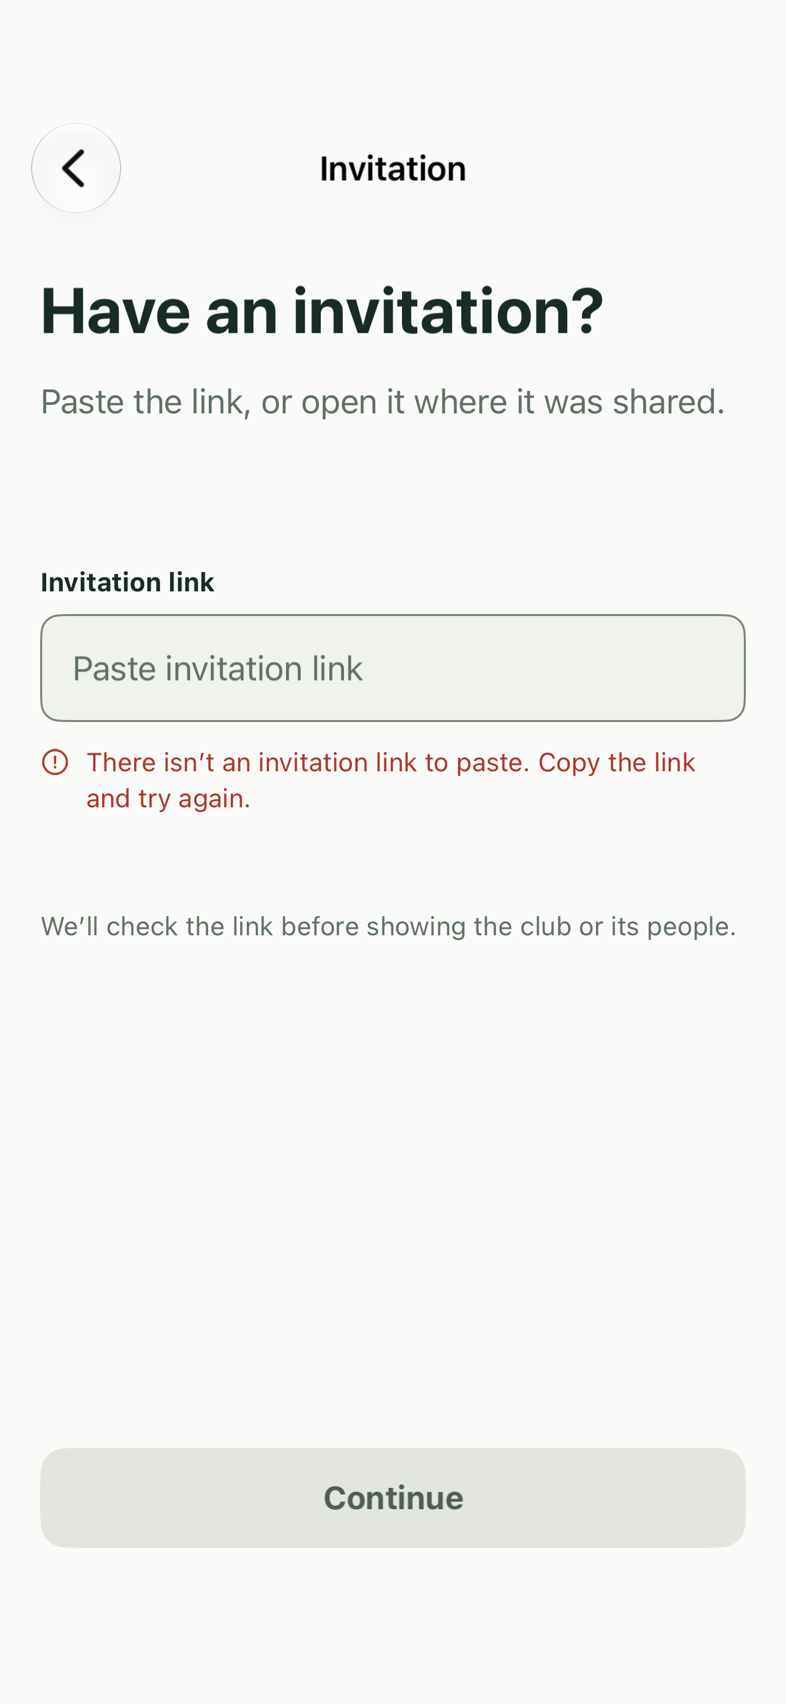 Invitation
Have an invitation?
Paste the link, or open it where it was shared.
Invitation link
Paste invitation link
There isn’t an invitation link to paste. Copy the link
and try again.
We’ll check the link before showing the club or its people.
Continue